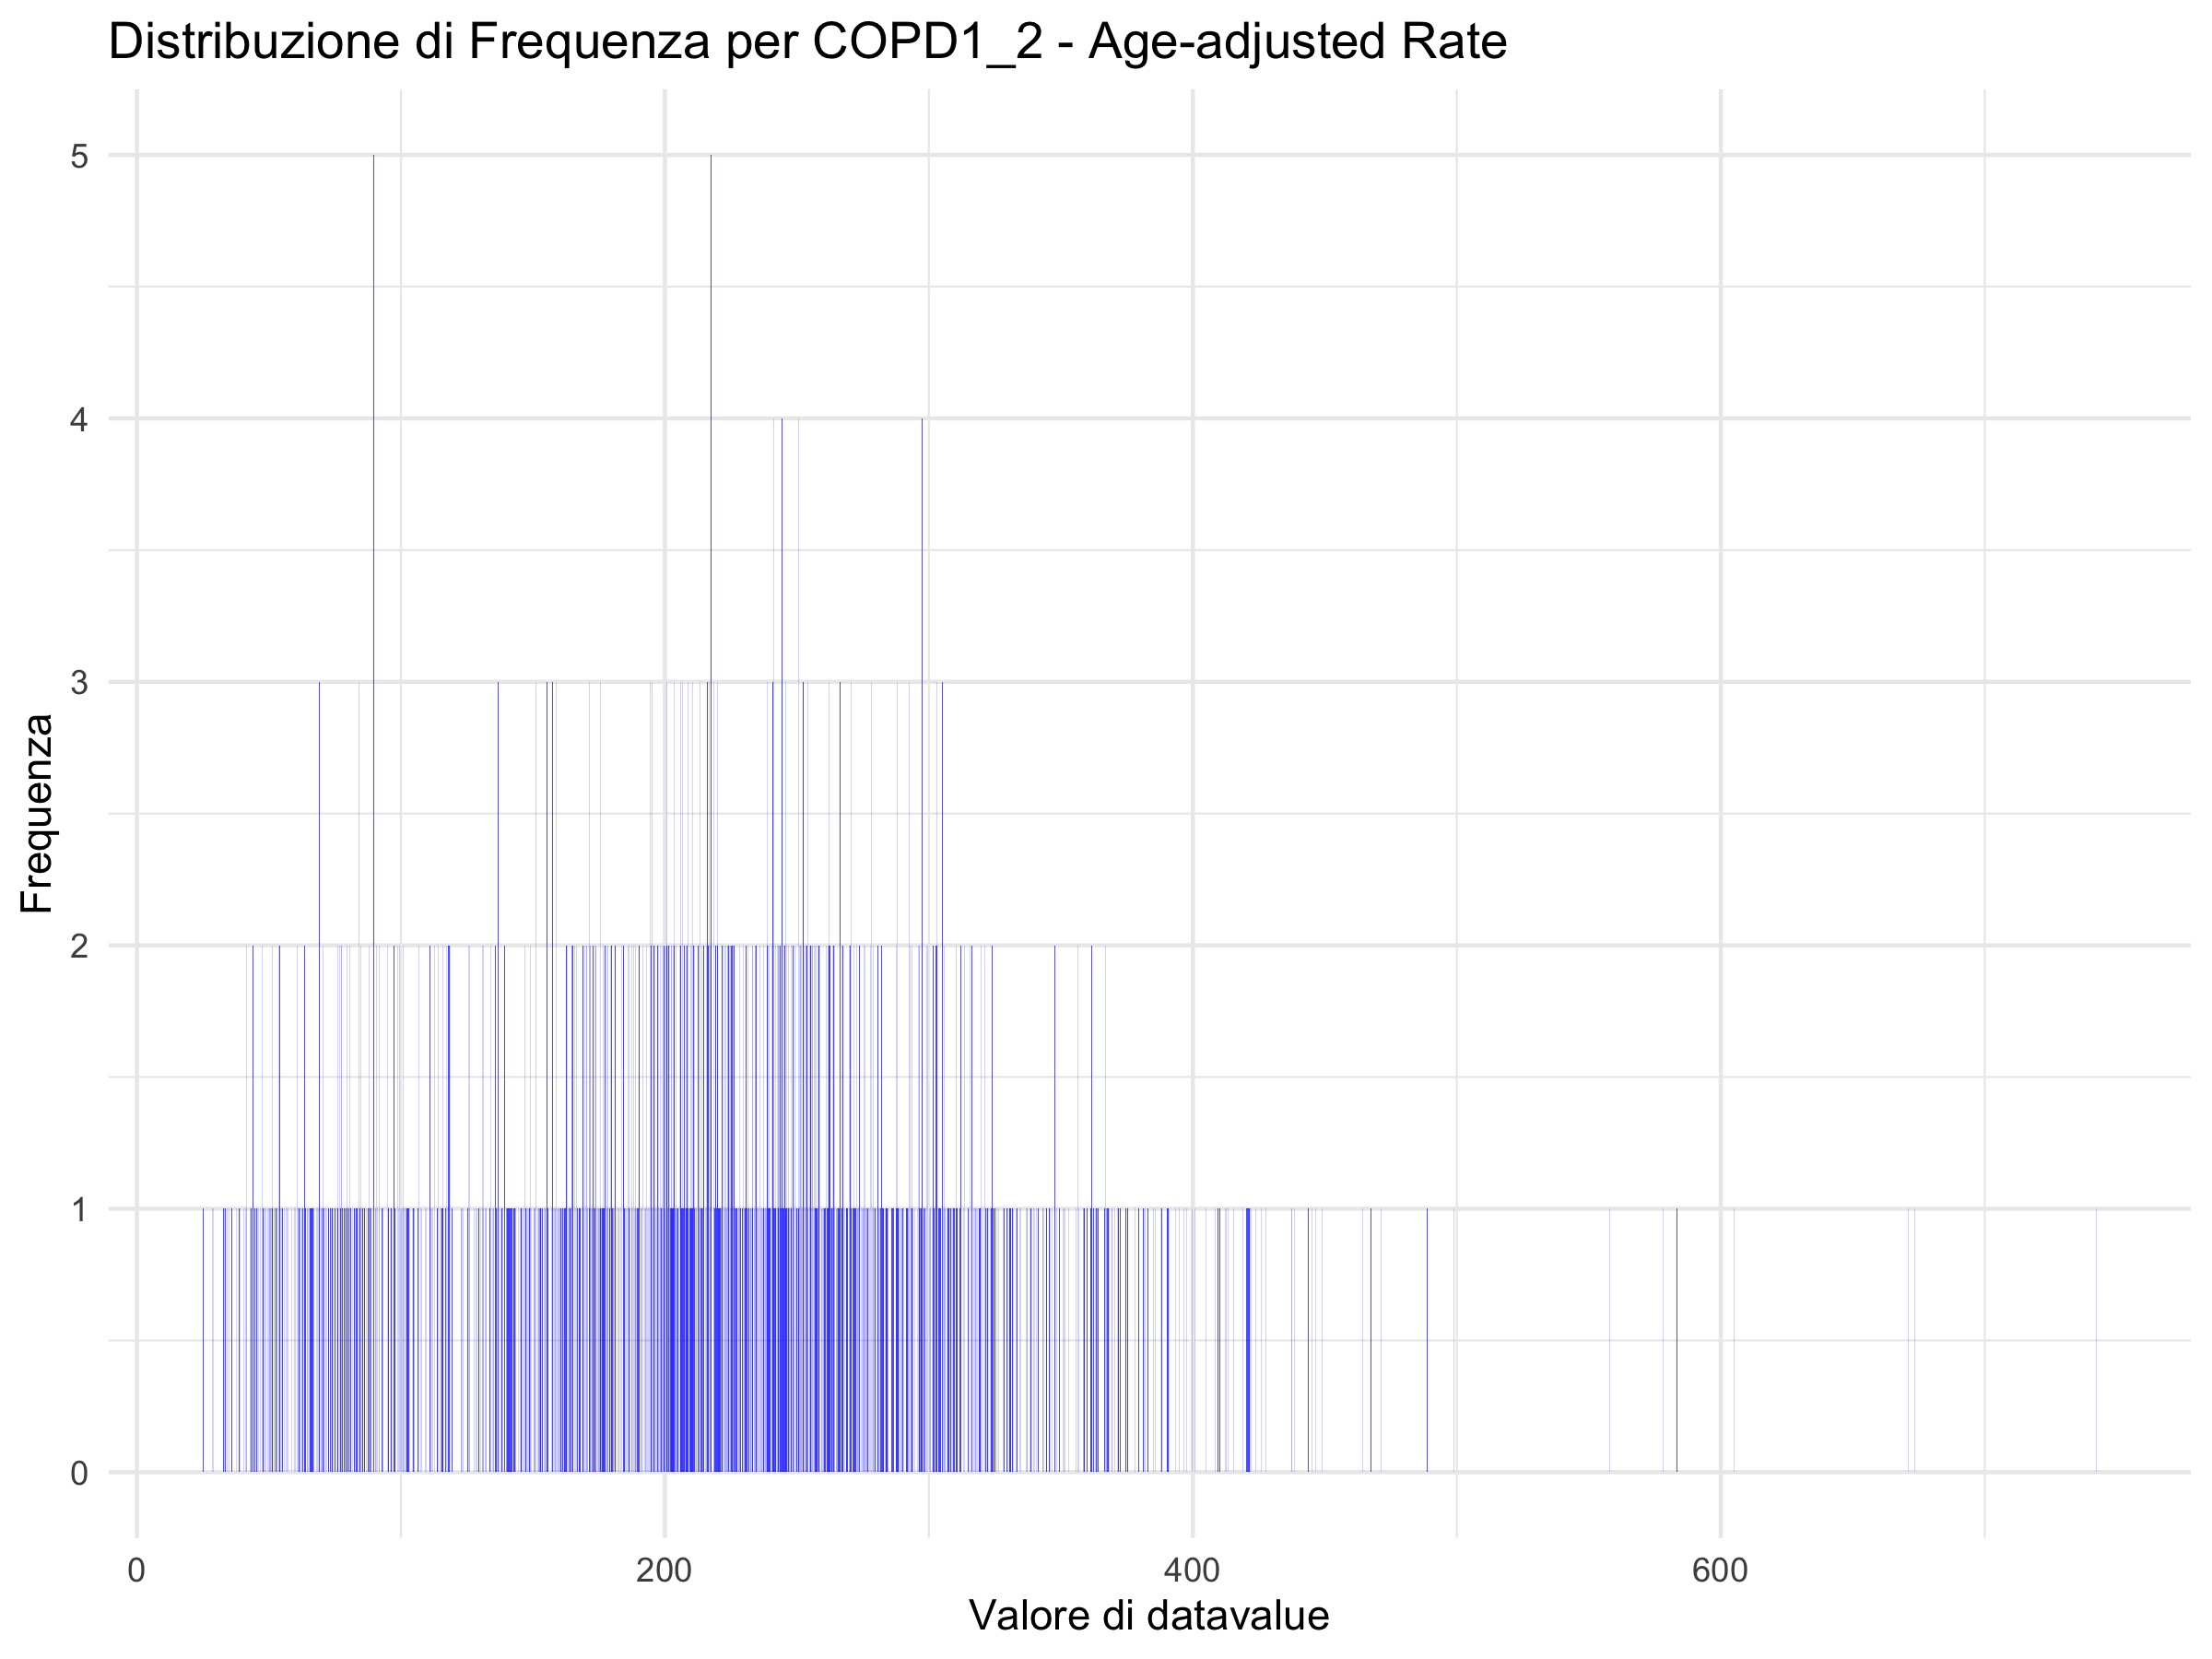 Distribuzione di Frequenza per COPD1_2 - Age-adjusted Rate
5
4
3
2
1
0
Frequenza
0 200 400 600
Valore di datavalue